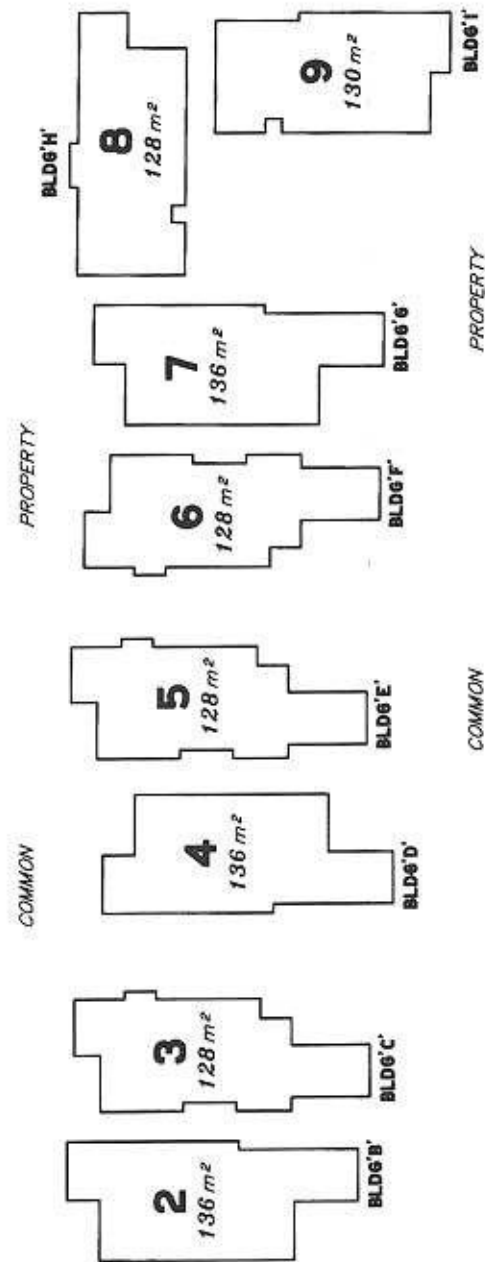 COMMON PROPERTY
BLDG'H'
2
136 m²
3
128 m²
4
136 m²
5
128 m²
6
128 m²
7
136 m²
8
128 m²
9
130 m²
BLDG'B'
BLDG'C'
BLDG'D'
BLDG'E'
BLDG'F'
BLDG'G'
BLDG'I'
COMMON PROPERTY